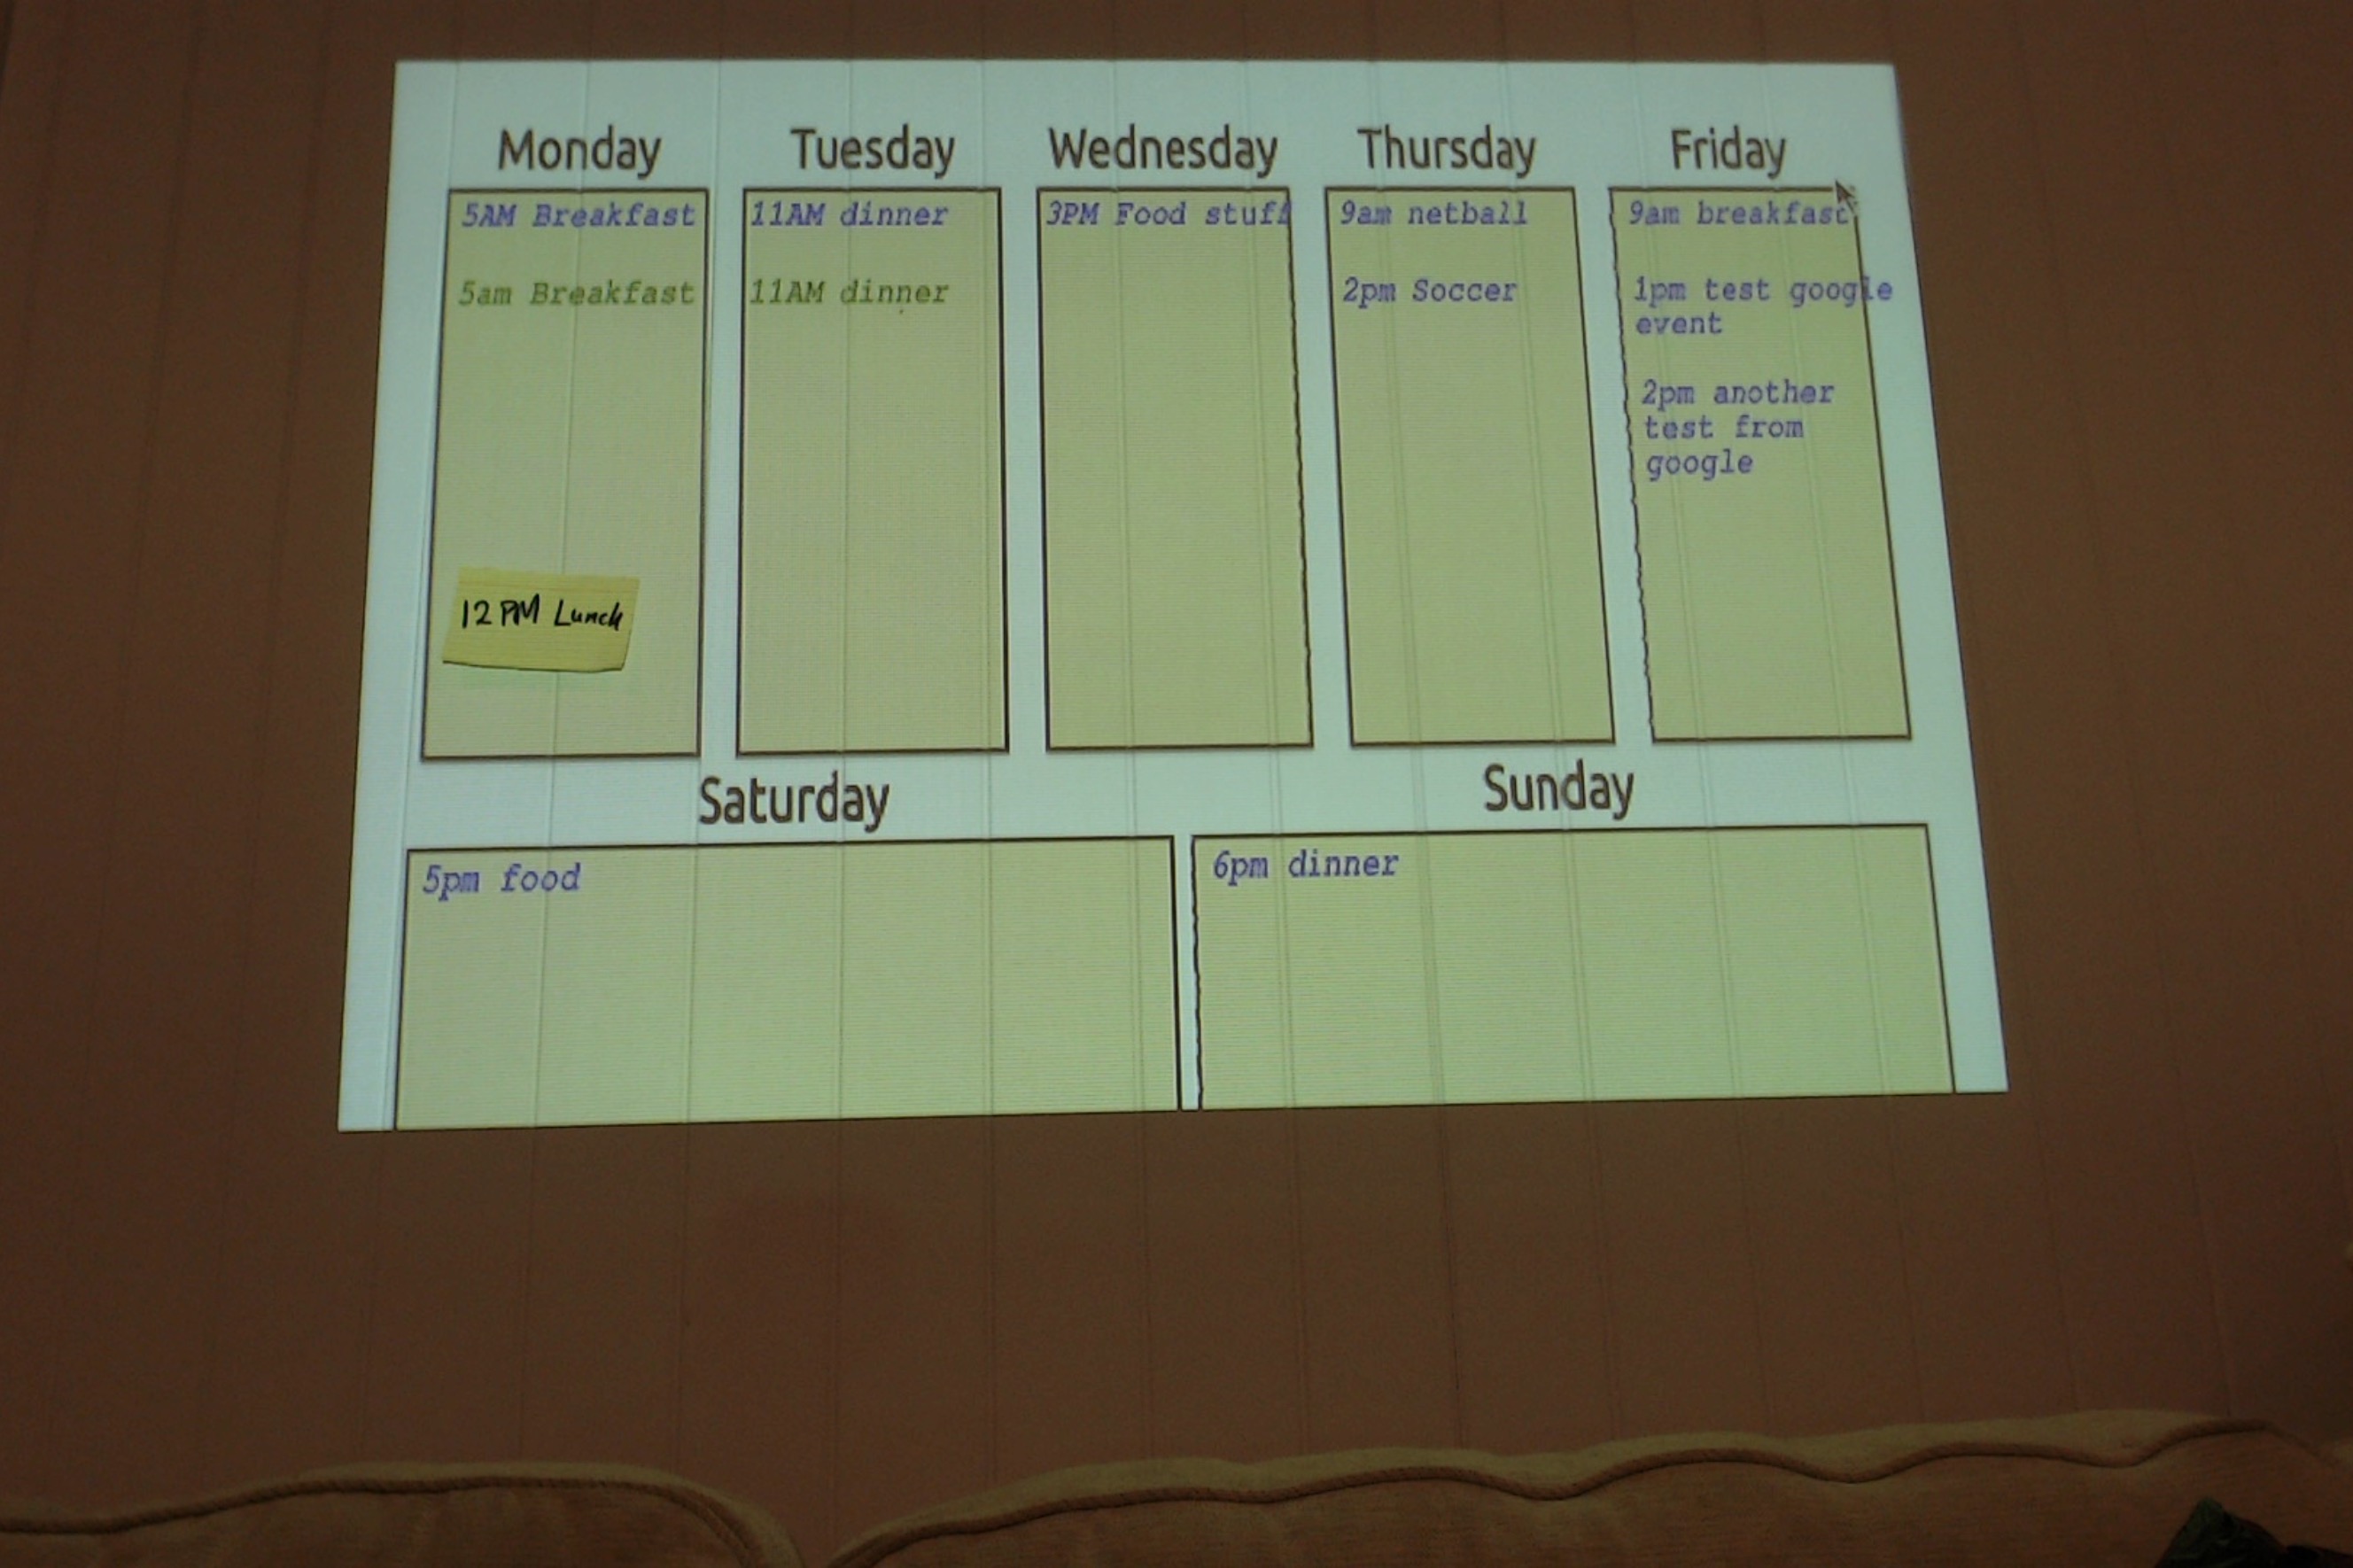 Monday
5AM Breakfast
5am Breakfast
12PM Lunch
Tuesday
11AM dinner
11AM dinner
Wednesday
3PM Food stuff
Thursday
9am netball
2pm Soccer
Friday
9am breakfast
1pm test google
event
2pm another
test from
google
Saturday
5pm food
Sunday
6pm dinner